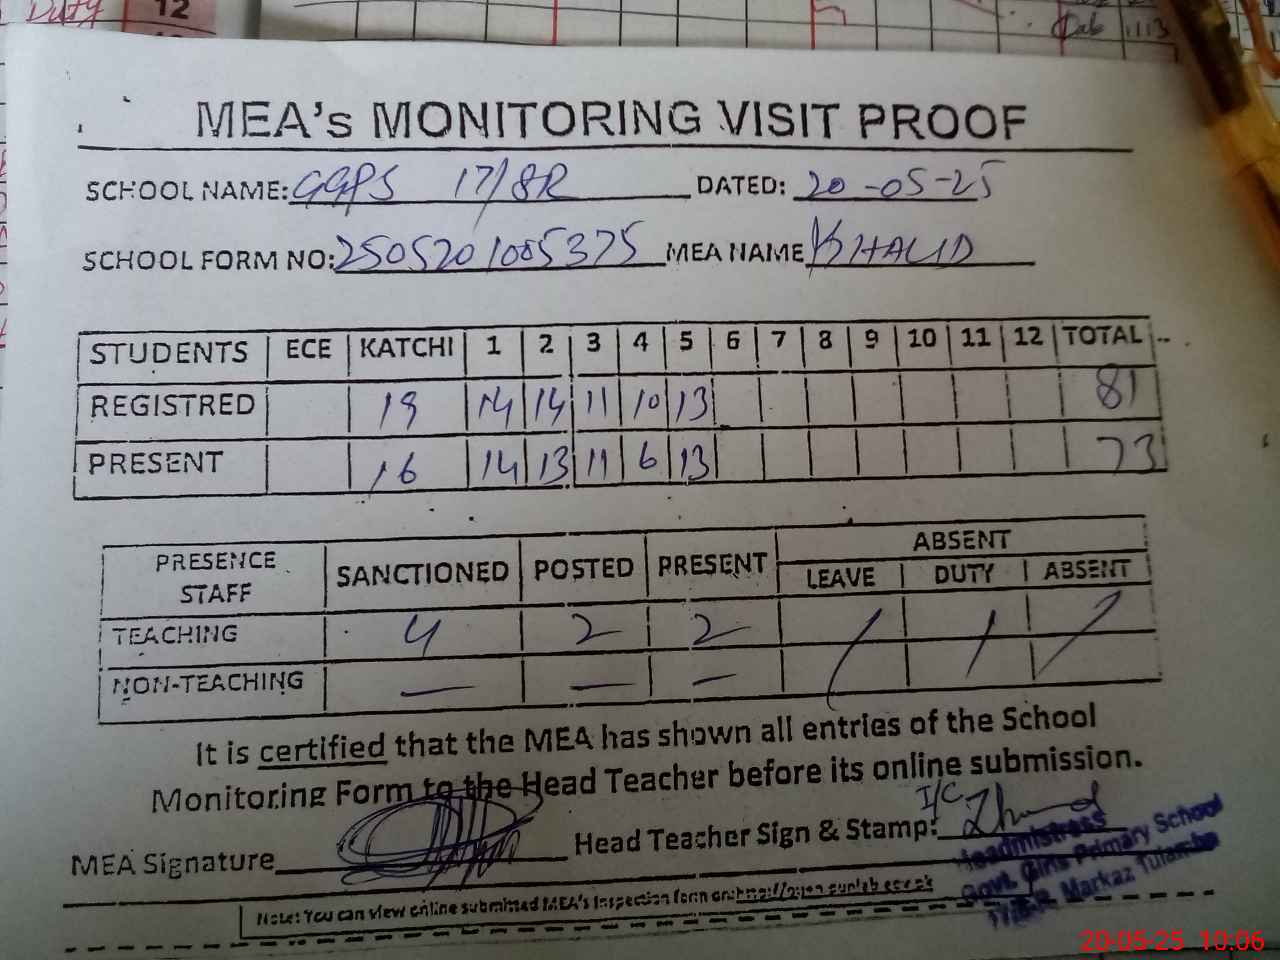 Duty 12
MEA's MONITORING VISIT PROOF
SCHOOL NAME: GGPS 17/8R DATED: 20-05-25
SCHOOL FORM NO: 2505201005375 MEA NAME KHALID
STUDENTS ECE KATCHI 1 2 3 4 5 6 7 8 9 10 11 12 TOTAL
REGISTRED 19 14 14 11 10 13 81
PRESENT 16 14 13 11 6 13 73
PRESENCE STAFF SANCTIONED POSTED PRESENT ABSENT
LEAVE DUTY ABSENT
TEACHING 4 2 2 / / /
NON-TEACHING — — —
It is certified that the MEA has shown all entries of the School
Monitoring Form to the Head Teacher before its online submission.
MEA Signature Head Teacher Sign & Stamp: I/C
Headmistress
Govt. Girls Primary School
Markaz
Note: You can view online submitted MEA's Inspection form on:
20-05-25 10:06